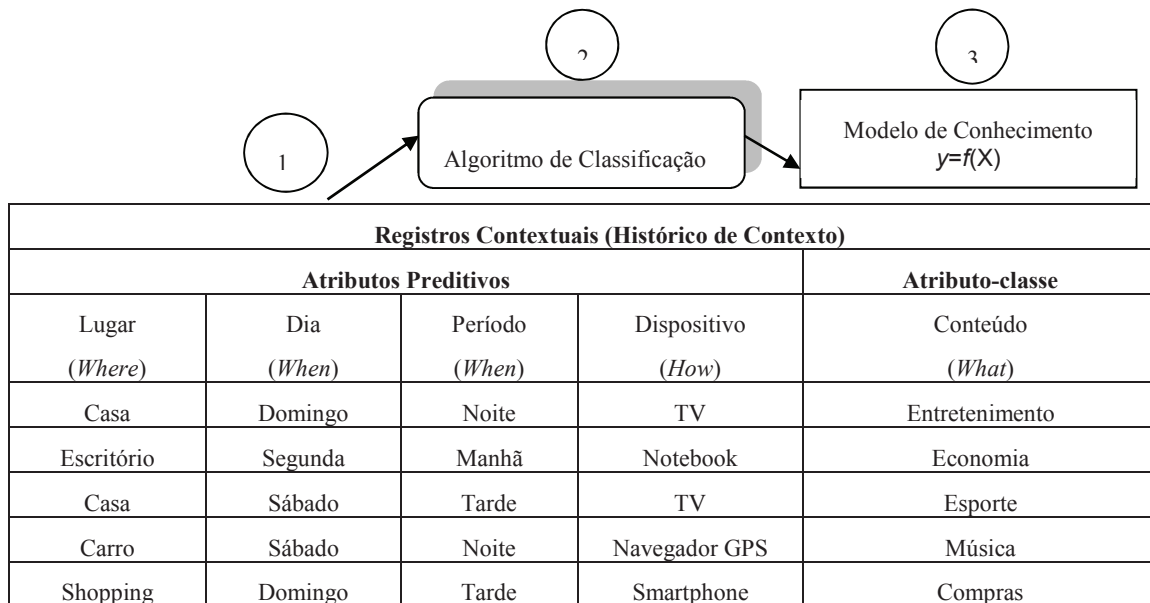 2
3
1
Algoritmo de Classificação
Modelo de Conhecimento
y=f(X)
Registros Contextuais (Histórico de Contexto)
Atributos Preditivos Atributo-classe
Lugar Dia Período Dispositivo Conteúdo
(Where) (When) (When) (How) (What)
Casa Domingo Noite TV Entretenimento
Escritório Segunda Manhã Notebook Economia
Casa Sábado Tarde TV Esporte
Carro Sábado Noite Navegador GPS Música
Shopping Domingo Tarde Smartphone Compras